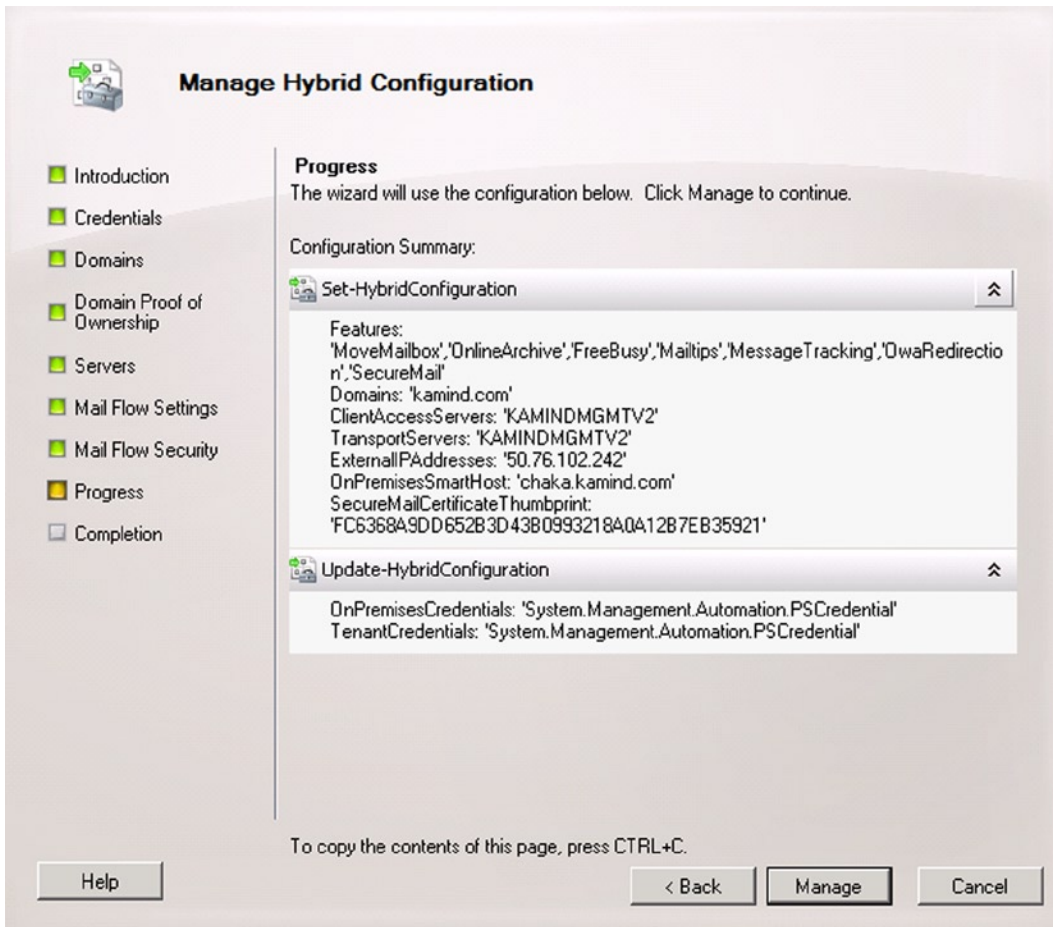 Manage Hybrid Configuration
Introduction
Credentials
Domains
Domain Proof of
Ownership
Servers
Mail Flow Settings
Mail Flow Security
Progress
Completion
Progress
The wizard will use the configuration below.  Click Manage to continue.
Configuration Summary:
Set-HybridConfiguration
Features:
'MoveMailbox','OnlineArchive','FreeBusy','Mailtips','MessageTracking','OwaRedirectio
n','SecureMail'
Domains: 'kamind.com'
ClientAccessServers: 'KAMINDMGMTV2'
TransportServers: 'KAMINDMGMTV2'
ExternalIPAddresses: '50.76.102.242'
OnPremisesSmartHost: 'chaka.kamind.com'
SecureMailCertificateThumbprint:
'FC6368A9DD652B3D43B0993218A0A12B7EB35921'
Update-HybridConfiguration
OnPremisesCredentials: 'System.Management.Automation.PSCredential'
TenantCredentials: 'System.Management.Automation.PSCredential'
To copy the contents of this page, press CTRL+C.
Help
< Back
Manage
Cancel